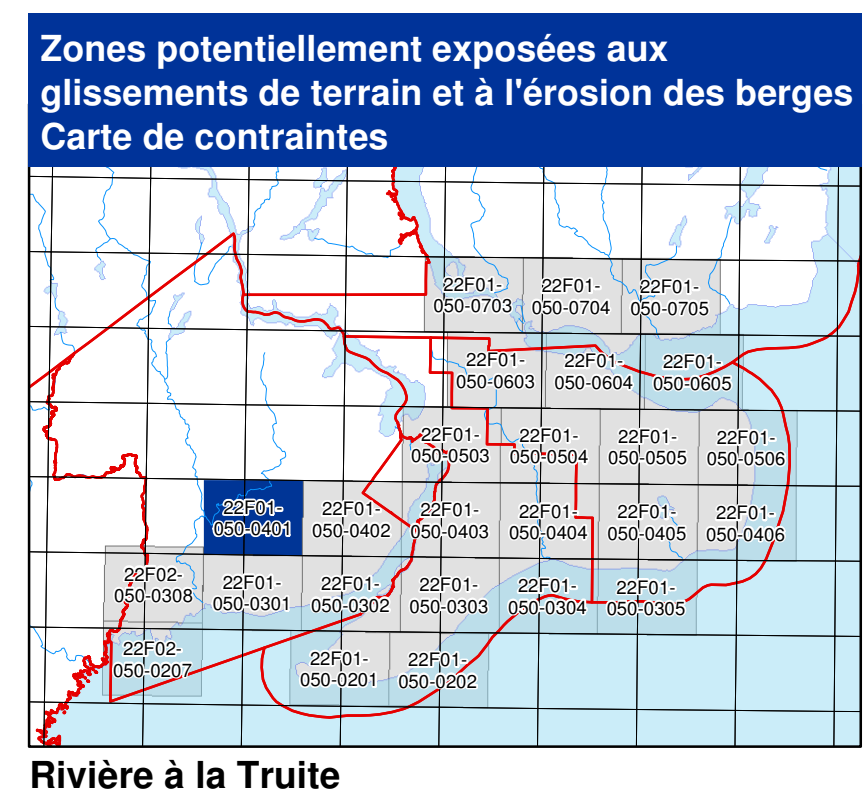 Zones potentiellement exposées aux
glissements de terrain et à l'érosion des berges
Carte de contraintes
22F01- 22F01- 22F01-
050-0703 050-0704 050-0705
22F01- 22F01- 22F01-
050-0603 050-0604 050-0605
22F01- 22F01- 22F01- 22F01-
050-0503 050-0504 050-0505 050-0506
22F01- 22F01- 22F01- 22F01- 22F01- 22F01-
050-0401 050-0402 050-0403 050-0404 050-0405 050-0406
22F02- 22F01- 22F01- 22F01- 22F01- 22F01-
050-0308 050-0301 050-0302 050-0303 050-0304 050-0305
22F02- 22F01- 22F01-
050-0207 050-0201 050-0202
Rivière à la Truite